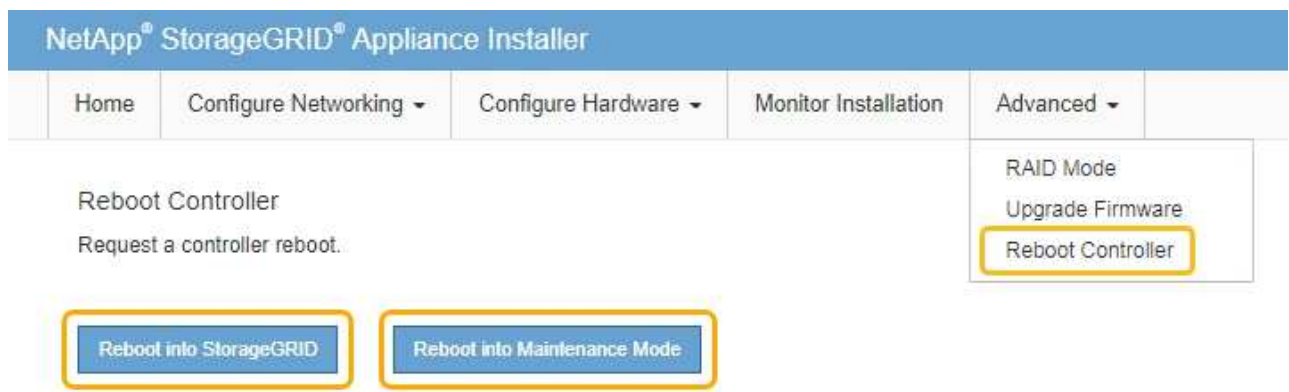 NetApp® StorageGRID® Appliance Installer
Home Configure Networking Configure Hardware Monitor Installation Advanced
RAID Mode
Upgrade Firmware
Reboot Controller
Reboot Controller
Request a controller reboot.
Reboot into StorageGRID Reboot into Maintenance Mode